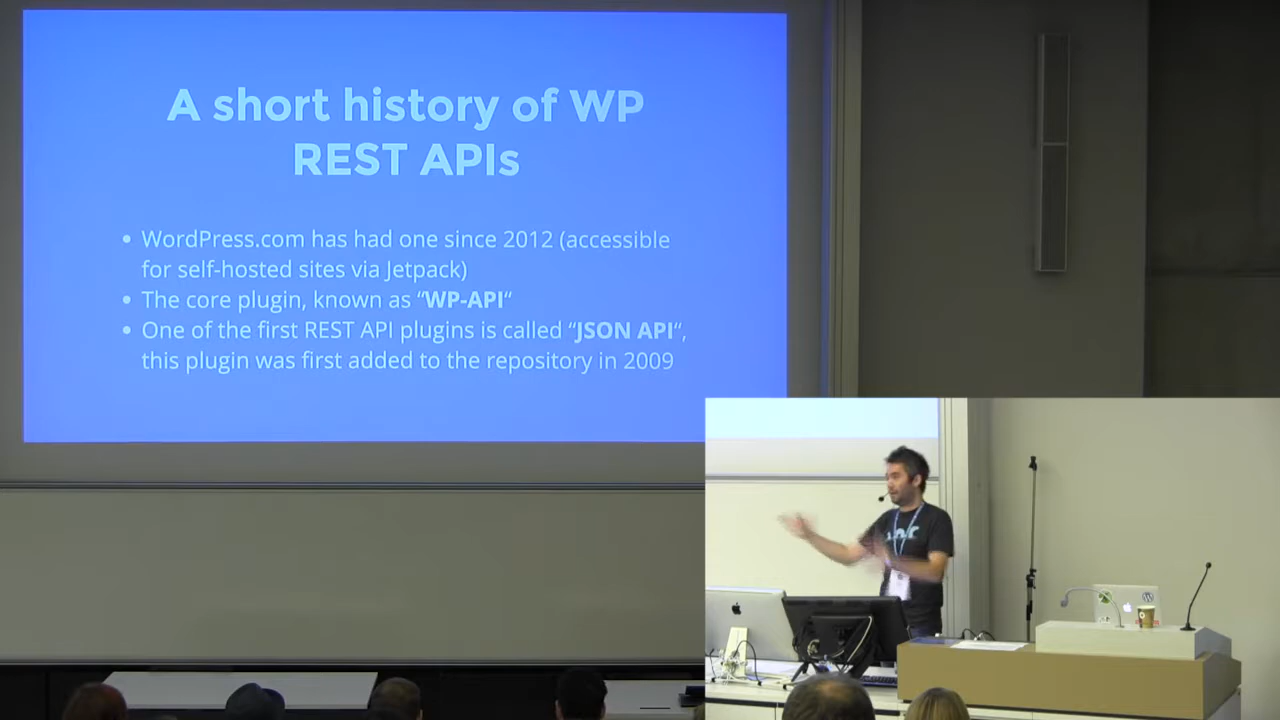 A short history of WP
REST APIs
• WordPress.com has had one since 2012 (accessible
for self-hosted sites via Jetpack)
• The core plugin, known as “WP-API“
• One of the first REST API plugins is called “JSON API“,
this plugin was first added to the repository in 2009